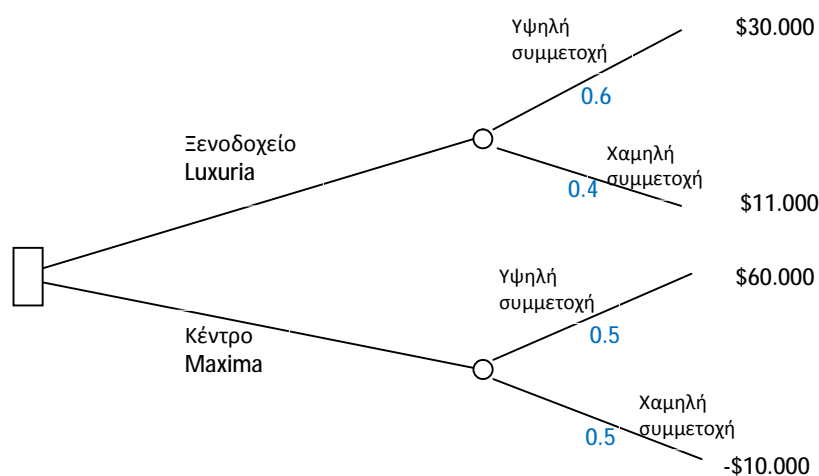 Υψηλή
συμμετοχή
$30.000
0.6
Ξενοδοχείο
Luxuria
Χαμηλή
συμμετοχή
0.4
$11.000
Υψηλή
συμμετοχή
$60.000
0.5
Κέντρο
Maxima
Χαμηλή
συμμετοχή
0.5
-$10.000